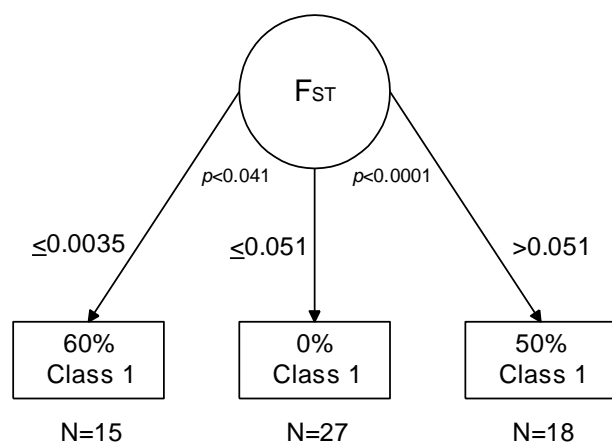 FST
p<0.041
p<0.0001
≤0.0035
≤0.051
>0.051
60%
Class 1
0%
Class 1
50%
Class 1
N=15
N=27
N=18